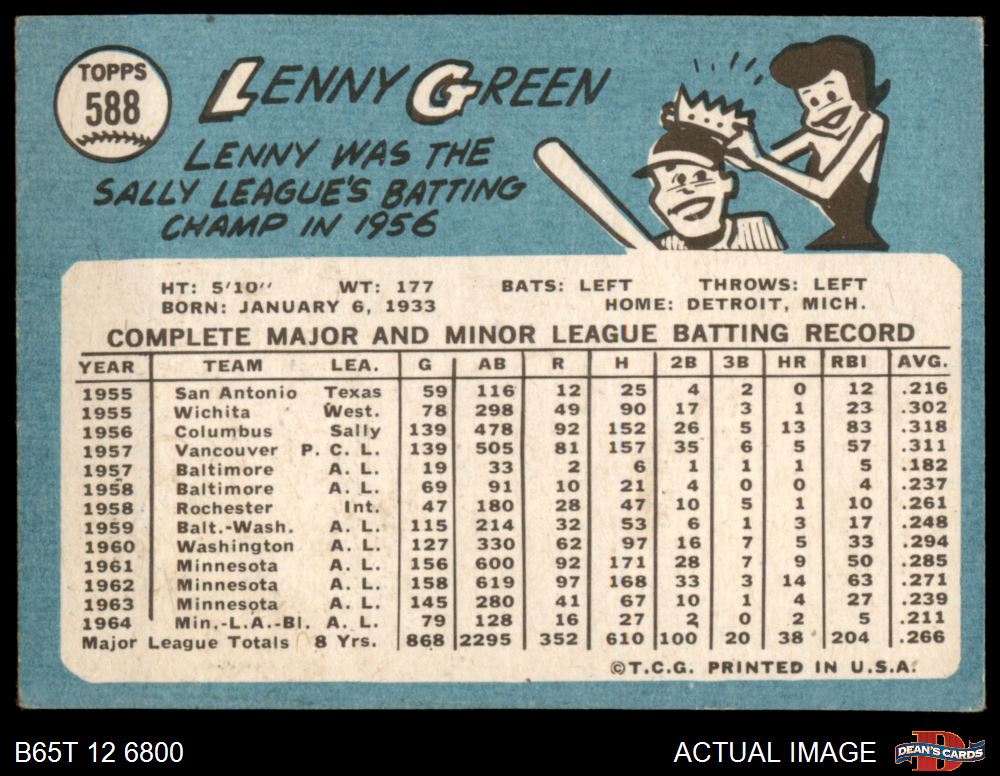 TOPPS
588
LENNY GREEN
LENNY WAS THE
SALLY LEAGUE'S BATTING
CHAMP IN 1956
HT: 5'10" WT: 177 BATS: LEFT THROWS: LEFT
BORN: JANUARY 6, 1933 HOME: DETROIT, MICH.
COMPLETE MAJOR AND MINOR LEAGUE BATTING RECORD
YEAR TEAM LEA. G AB R H 2B 3B HR RBI AVG.
1955 San Antonio Texas 59 116 12 25 4 2 0 12 .216
1955 Wichita West. 78 298 49 90 17 3 1 23 .302
1956 Columbus Sally 139 478 92 152 26 5 13 83 .318
1957 Vancouver P. C. L. 139 505 81 157 35 6 5 57 .311
1957 Baltimore A. L. 19 33 2 6 1 1 1 5 .182
1958 Baltimore A. L. 69 91 10 21 4 0 0 4 .237
1958 Rochester Int. 47 180 28 47 10 5 1 10 .261
1959 Balt.-Wash. A. L. 115 214 32 53 6 1 3 17 .248
1960 Washington A. L. 127 330 62 97 16 7 5 33 .294
1961 Minnesota A. L. 156 600 92 171 28 7 9 50 .285
1962 Minnesota A. L. 158 619 97 168 33 3 14 63 .271
1963 Minnesota A. L. 145 280 41 67 10 1 4 27 .239
1964 Min.-L.A.-Bl. A. L. 79 128 16 27 2 0 2 5 .211
Major League Totals 8 Yrs. 868 2295 352 610 100 20 38 204 .266
©T.C.G. PRINTED IN U.S.A.
B65T 12 6800
ACTUAL IMAGE
D
DEAN'S CARDS